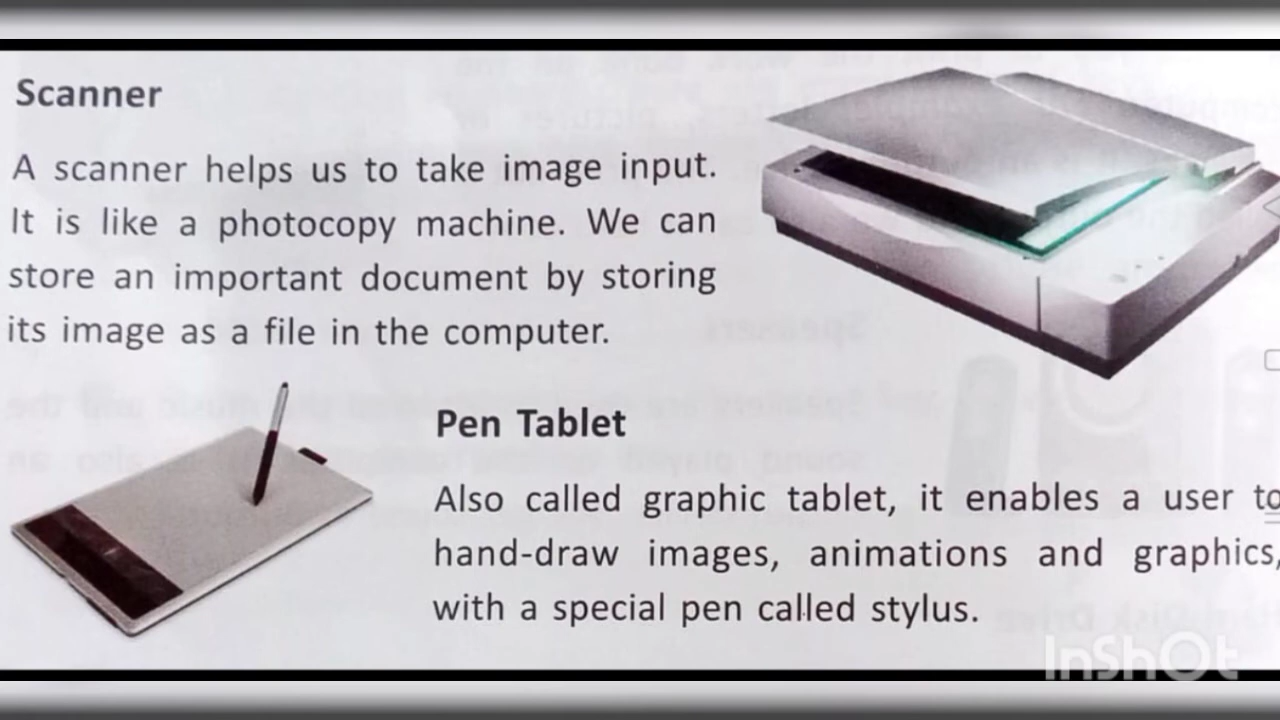 Scanner
A scanner helps us to take image input.
It is like a photocopy machine. We can
store an important document by storing
its image as a file in the computer.
Pen Tablet
Also called graphic tablet, it enables a user to
hand-draw images, animations and graphics,
with a special pen called stylus.
InShOt